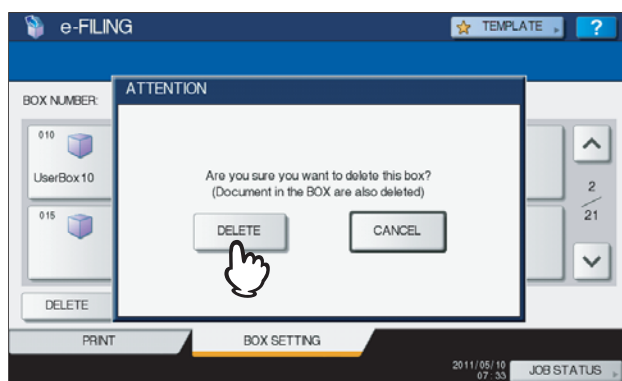 e-FILING
TEMPLATE
?
ATTENTION
BOX NUMBER:
010
UserBox10
015
Are you sure you want to delete this box?
(Document in the BOX are also deleted)
DELETE
CANCEL
2
21
DELETE
PRINT
BOX SETTING
2011/05/10
07:33
JOB STATUS